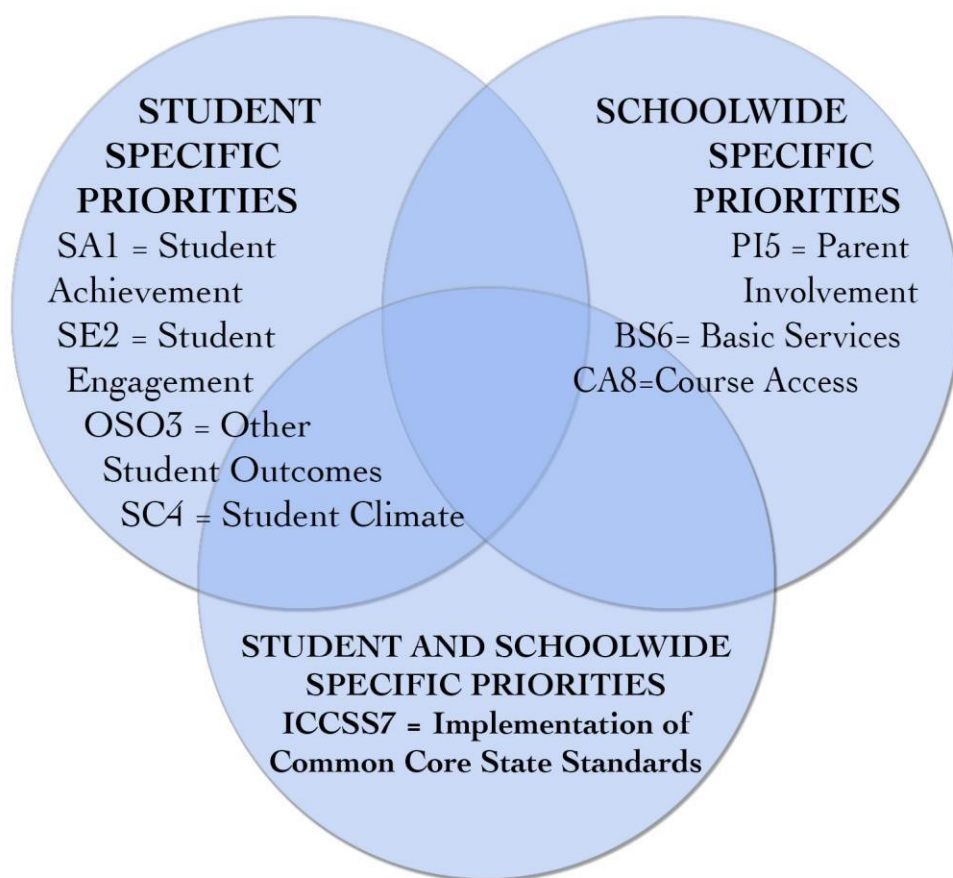 STUDENT
SPECIFIC
PRIORITIES
SA1 = Student
Achievement
SE2 = Student
Engagement
OSO3 = Other
Student Outcomes
SC4 = Student Climate
SCHOOLWIDE
SPECIFIC
PRIORITIES
PI5 = Parent
Involvement
BS6= Basic Services
CA8=Course Access
STUDENT AND SCHOOLWIDE
SPECIFIC PRIORITIES
ICCSS7 = Implementation of
Common Core State Standards